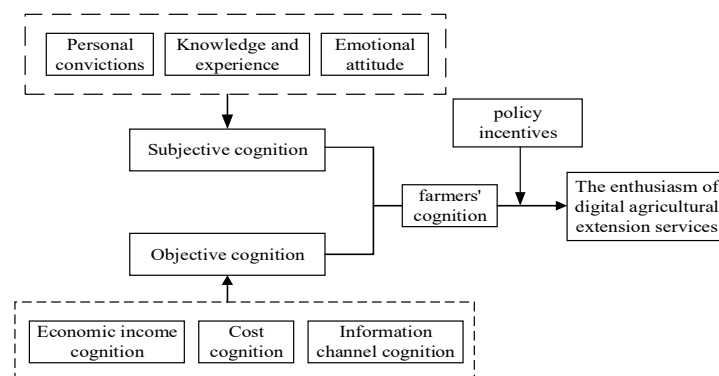 Personal
convictions
Knowledge and
experience
Emotional
attitude
Subjective cognition
policy
incentives
farmers'
cognition
The enthusiasm of
digital agricultural
extension services
Objective cognition
Economic income
cognition
Cost
cognition
Information
channel cognition